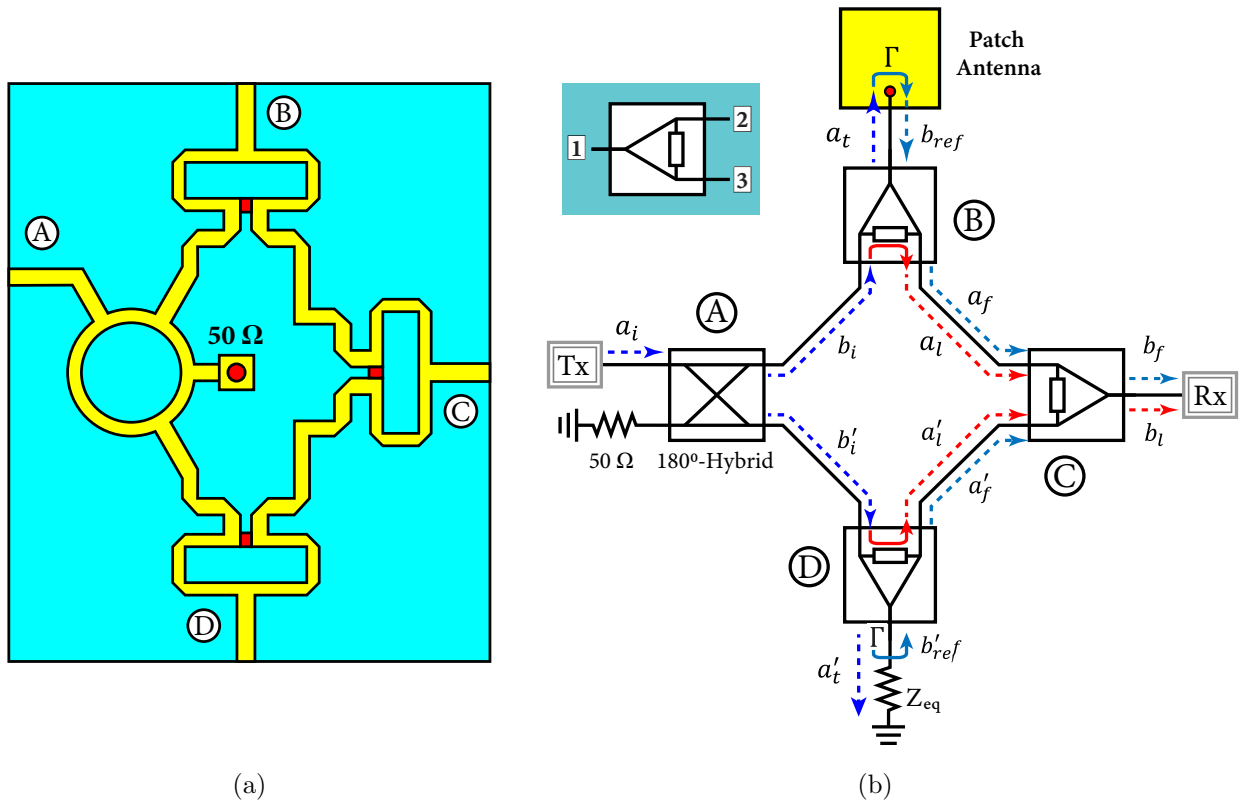 A
B
50 Ω
C
D
(a)
1
2
3
Patch
Antenna
Γ
a_t
b_ref
B
A
a_i
Tx
b_i
a_l
a_f
b_f
Rx
b_l
50 Ω
180º-Hybrid
b'_i
a'_l
a'_f
C
D
Γ
a'_t
b'_ref
Z_eq
(b)